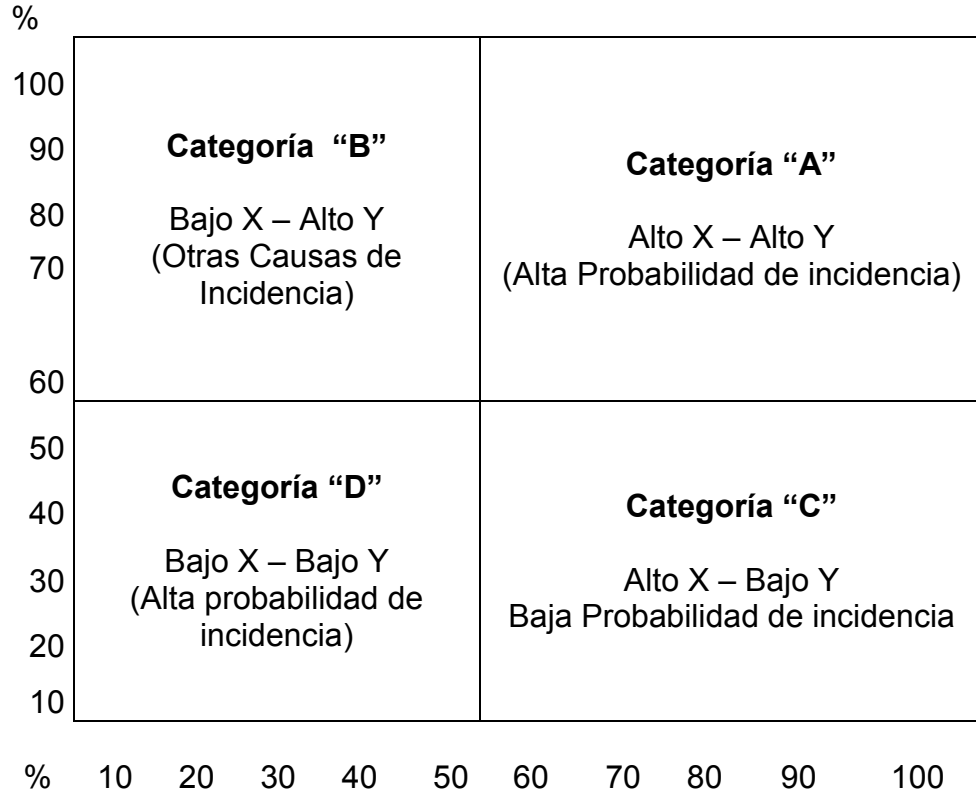 %
100
90
80
70
60
50
40
30
20
10
Categoría “B”
Bajo X – Alto Y
(Otras Causas de
Incidencia)
Categoría “A”
Alto X – Alto Y
(Alta Probabilidad de incidencia)
Categoría “D”
Bajo X – Bajo Y
(Alta probabilidad de
incidencia)
Categoría “C”
Alto X – Bajo Y
Baja Probabilidad de incidencia
% 10 20 30 40 50 60 70 80 90 100